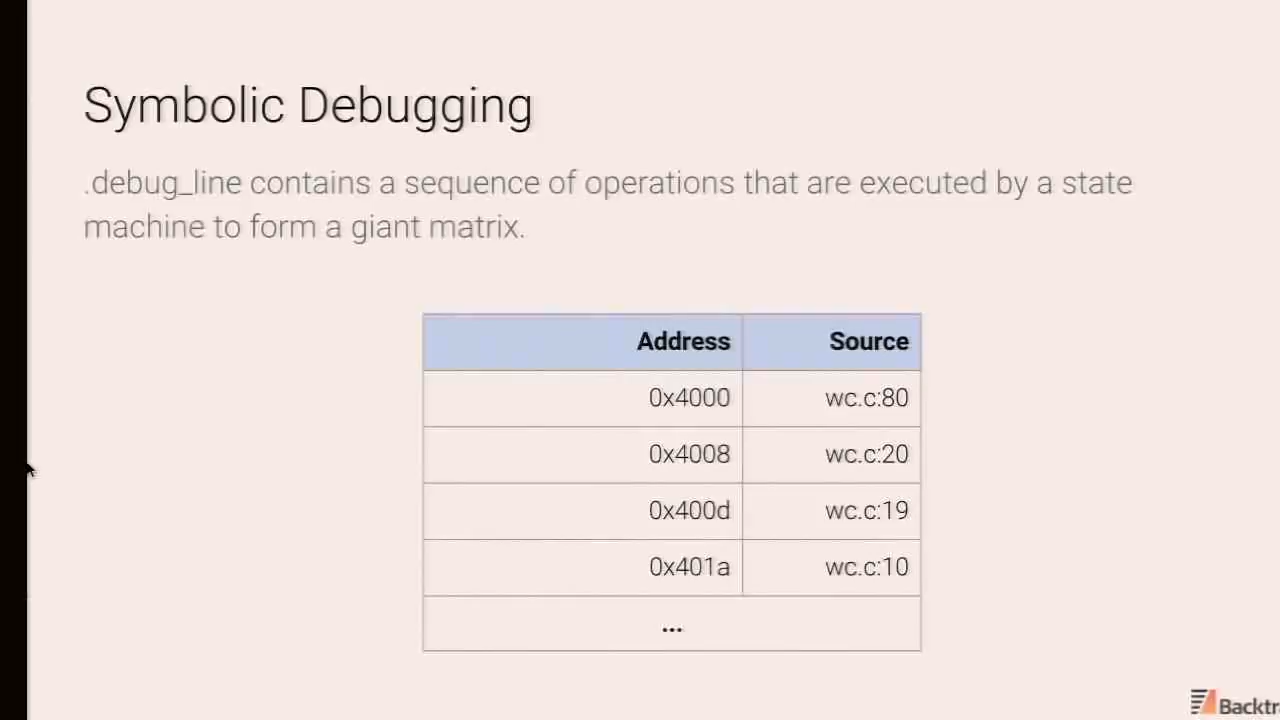 Symbolic Debugging
.debug_line contains a sequence of operations that are executed by a state
machine to form a giant matrix.
Address Source
0x4000 wc.c:80
0x4008 wc.c:20
0x400d wc.c:19
0x401a wc.c:10
...
Backtr